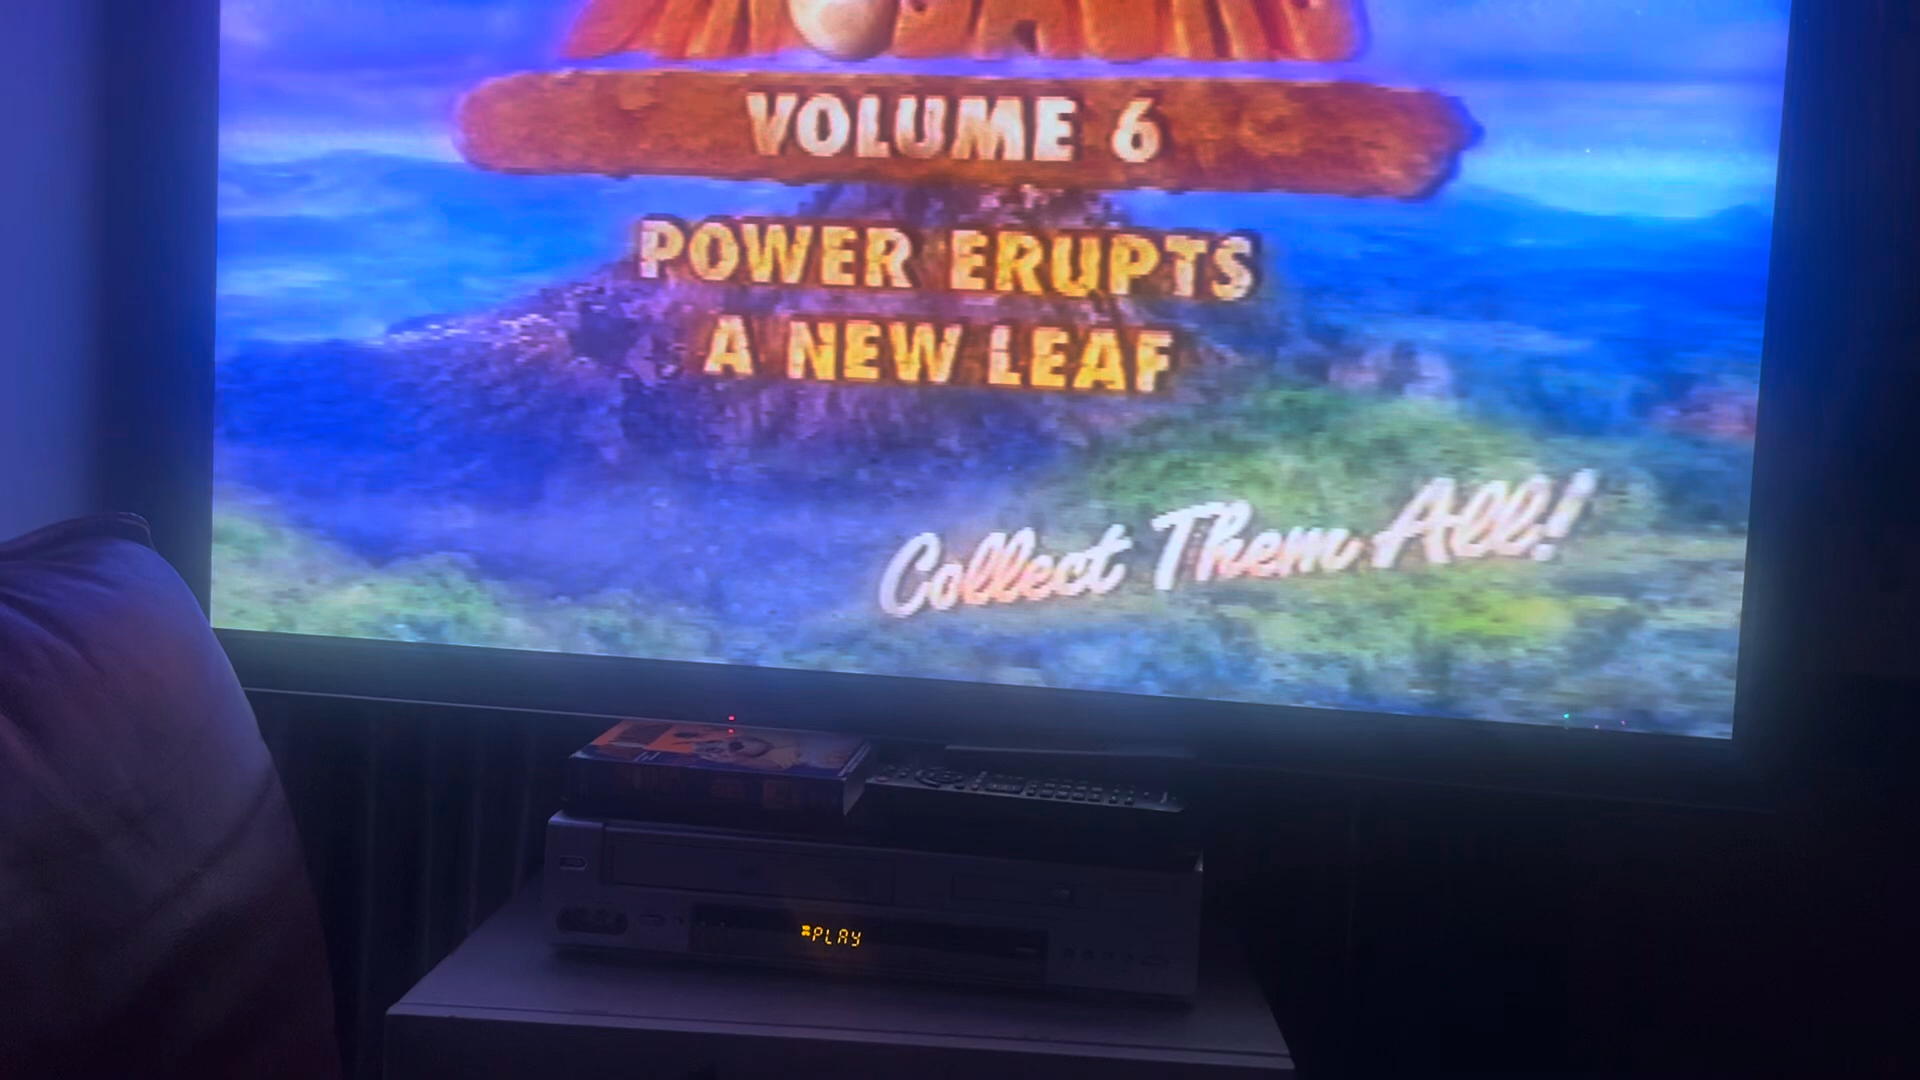 VOLUME 6
POWER ERUPTS
A NEW LEAF
Collect Them All!
PLAY